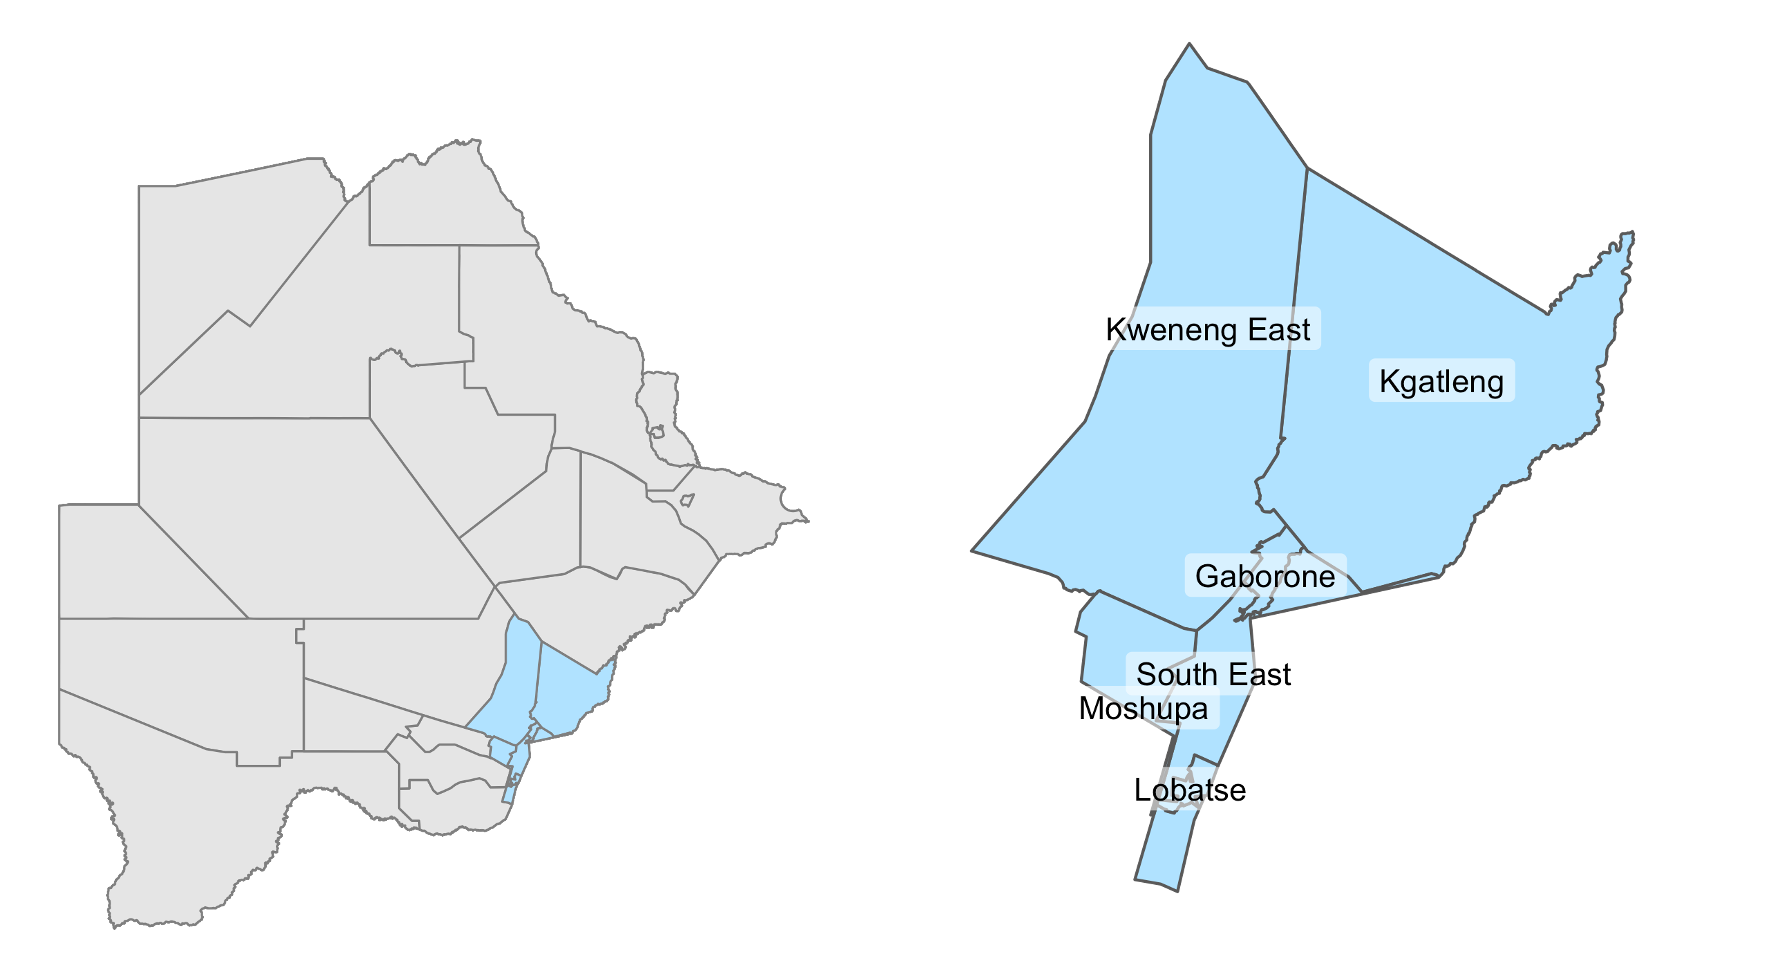 Kweneng East
Kgatleng
Gaborone
South East
Moshupa
Lobatse